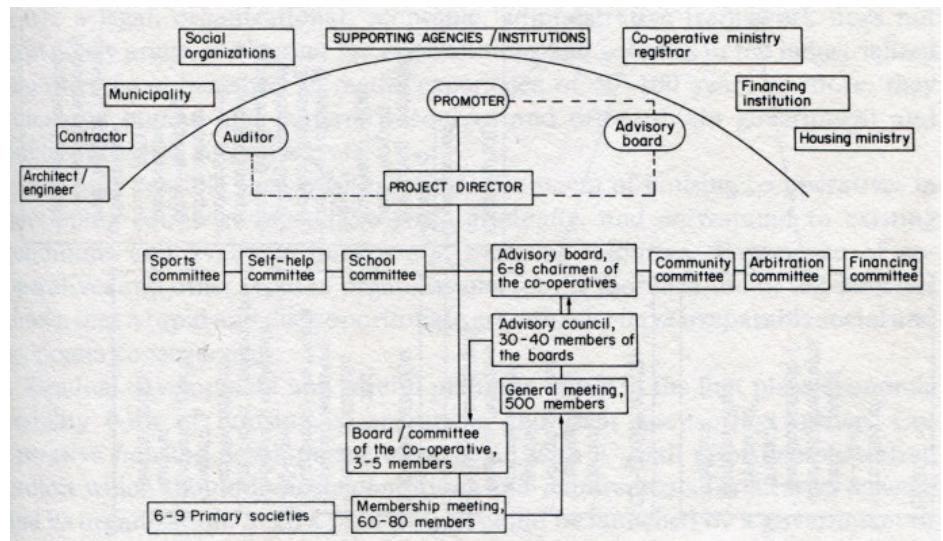 Social
organizations
SUPPORTING AGENCIES/INSTITUTIONS
Co-operative ministry
registrar
Municipality
PROMOTER
Financing
institution
Contractor
Auditor
Advisory
board
Housing ministry
Architect/
engineer
PROJECT DIRECTOR
Sports
committee
Self-help
committee
School
committee
Advisory board,
6-8 chairmen of
the co-operatives
Community
committee
Arbitration
committee
Financing
committee
Advisory council,
30-40 members
of the boards
General meeting,
500 members
Board/committee
of the co-operative,
3-5 members
6-9 Primary societies
Membership meeting,
60-80 members